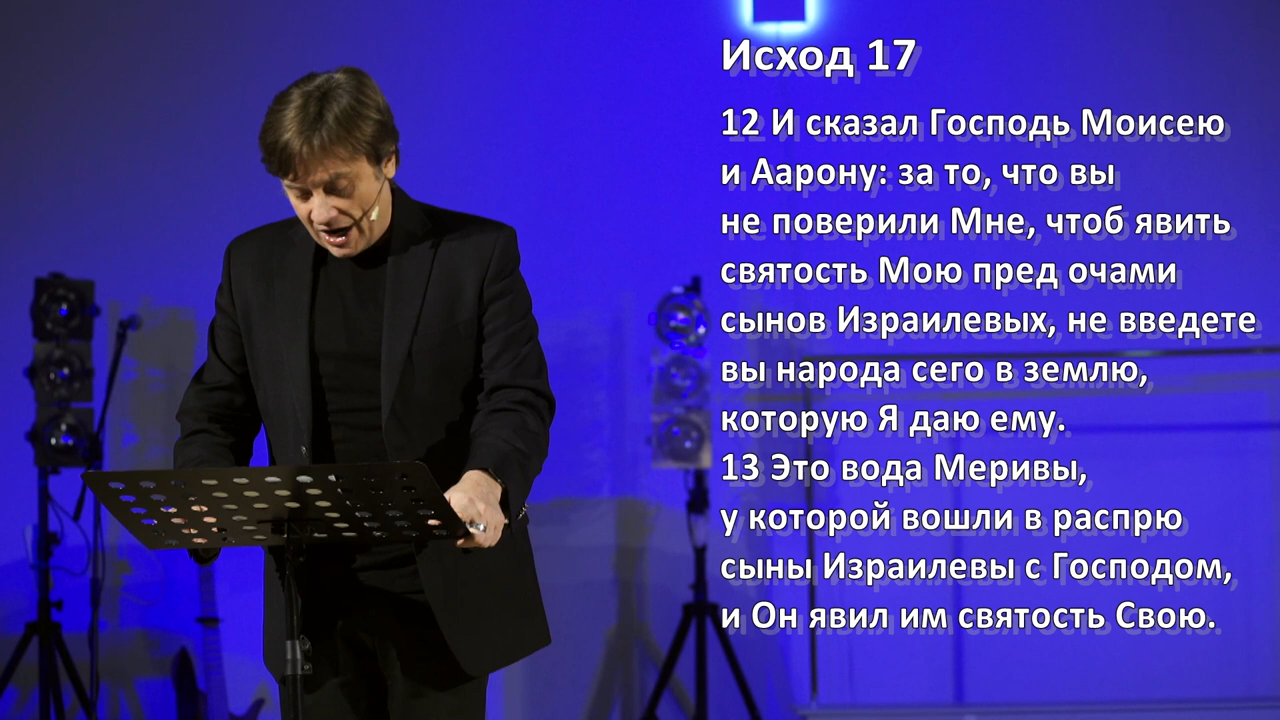 Исход 17
12 И сказал Господь Моисею
и Аарону: за то, что вы
не поверили Мне, чтоб явить
святость Мою пред очами
сынов Израилевых, не введете
вы народа сего в землю,
которую Я даю ему.
13 Это вода Меривы,
у которой вошли в распрю
сыны Израилевы с Господом,
и Он явил им святость Свою.